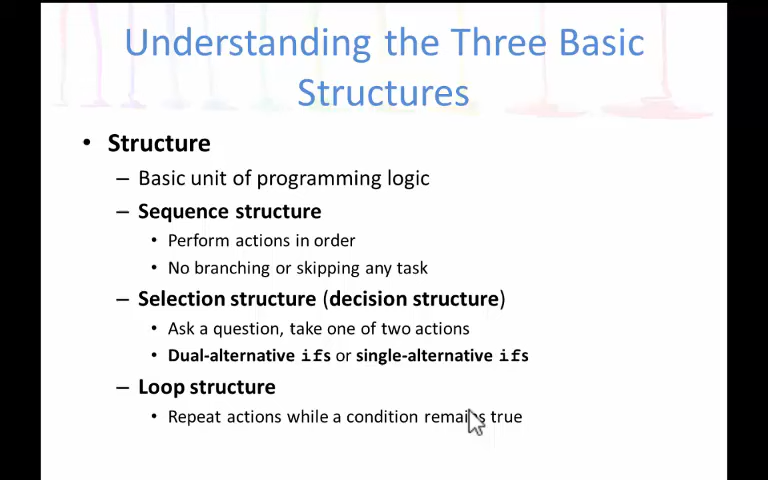 Understanding the Three Basic
Structures
• Structure
– Basic unit of programming logic
– Sequence structure
• Perform actions in order
• No branching or skipping any task
– Selection structure (decision structure)
• Ask a question, take one of two actions
• Dual-alternative ifs or single-alternative ifs
– Loop structure
• Repeat actions while a condition remains true